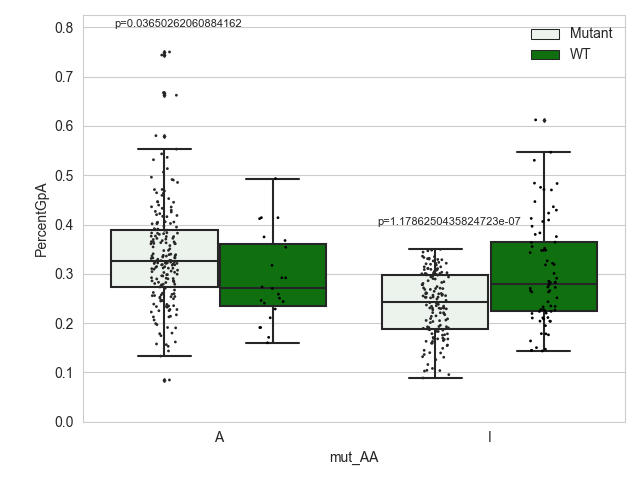 p=0.03650262060884162
Mutant
WT
p=1.1786250435824723e-07
PercentGpA
0.8
0.7
0.6
0.5
0.4
0.3
0.2
0.1
0.0
A
I
mut_AA